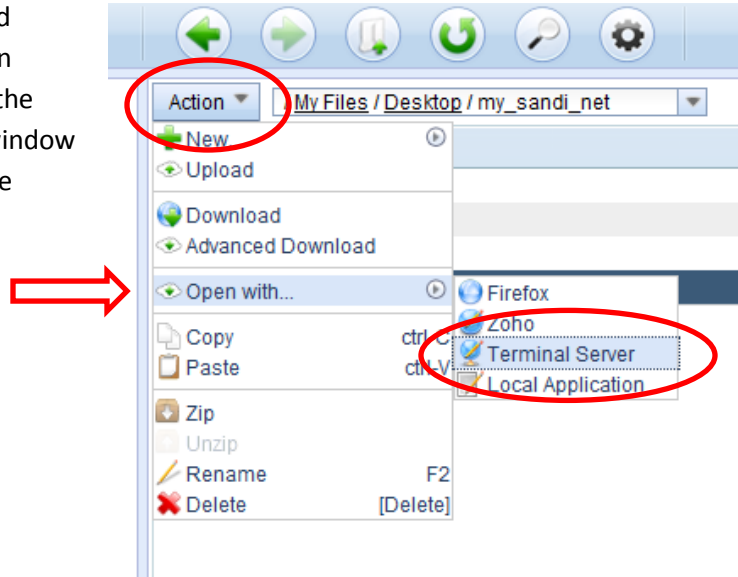 d
n
the
window
e
Action / My Files / Desktop / my_sandi_net
New...
Upload
Download
Advanced Download
Open with...
Firefox
Zoho
Terminal Server
Local Application
Copy ctrl-C
Paste ctrl-V
Zip
Unzip
Rename F2
Delete [Delete]